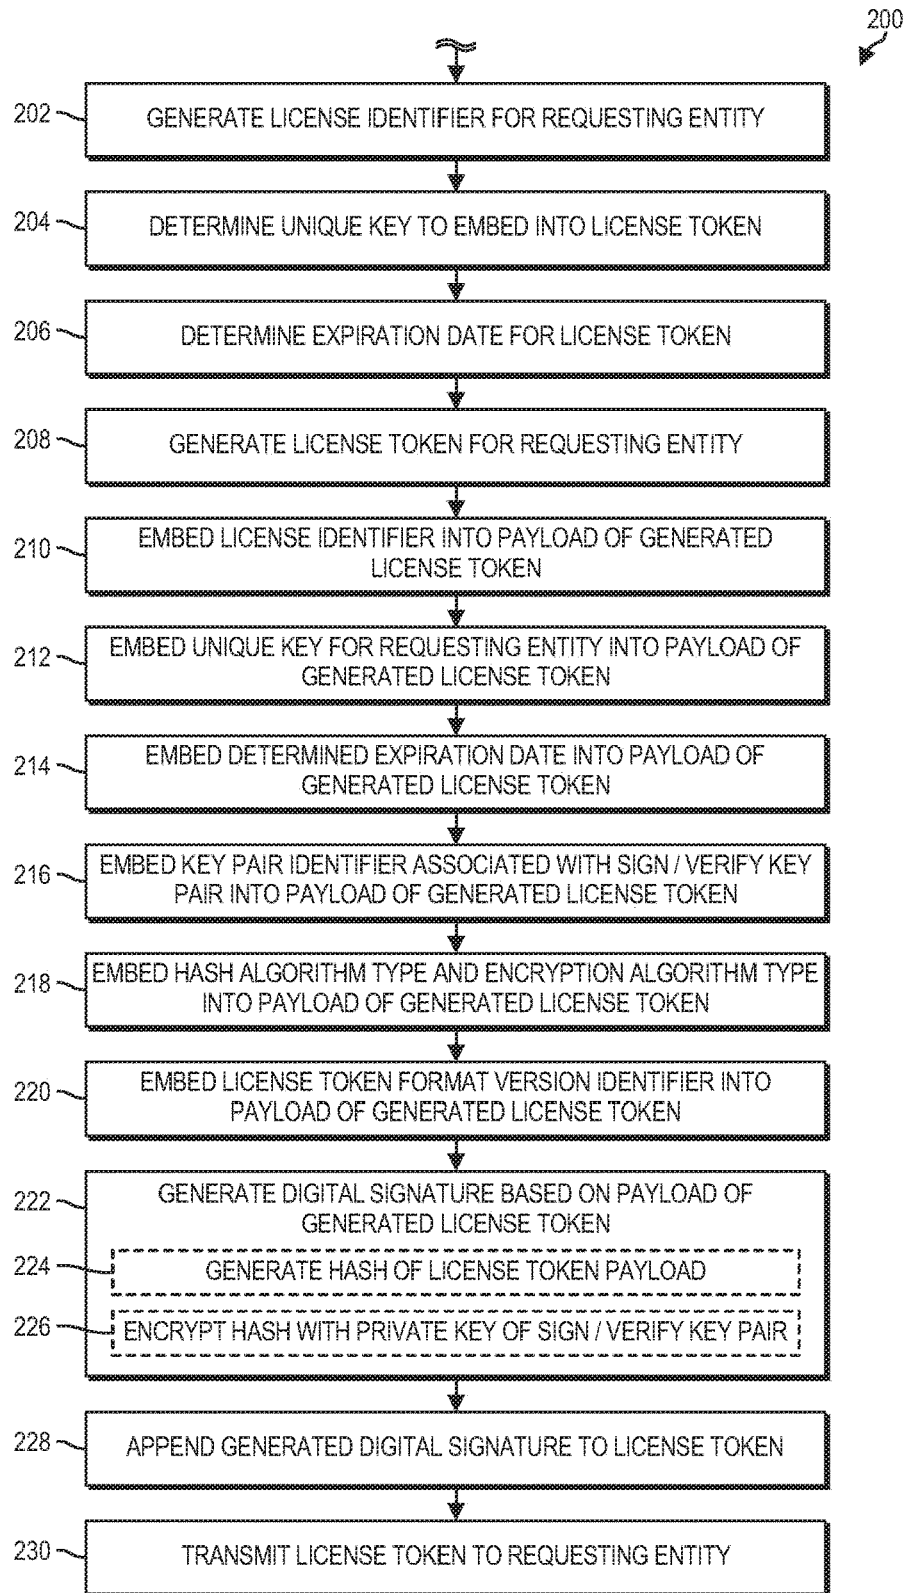 200
202
GENERATE LICENSE IDENTIFIER FOR REQUESTING ENTITY
204
DETERMINE UNIQUE KEY TO EMBED INTO LICENSE TOKEN
206
DETERMINE EXPIRATION DATE FOR LICENSE TOKEN
208
GENERATE LICENSE TOKEN FOR REQUESTING ENTITY
210
EMBED LICENSE IDENTIFIER INTO PAYLOAD OF GENERATED
LICENSE TOKEN
212
EMBED UNIQUE KEY FOR REQUESTING ENTITY INTO PAYLOAD OF
GENERATED LICENSE TOKEN
214
EMBED DETERMINED EXPIRATION DATE INTO PAYLOAD OF
GENERATED LICENSE TOKEN
216
EMBED KEY PAIR IDENTIFIER ASSOCIATED WITH SIGN / VERIFY KEY
PAIR INTO PAYLOAD OF GENERATED LICENSE TOKEN
218
EMBED HASH ALGORITHM TYPE AND ENCRYPTION ALGORITHM TYPE
INTO PAYLOAD OF GENERATED LICENSE TOKEN
220
EMBED LICENSE TOKEN FORMAT VERSION IDENTIFIER INTO
PAYLOAD OF GENERATED LICENSE TOKEN
222
GENERATE DIGITAL SIGNATURE BASED ON PAYLOAD OF
GENERATED LICENSE TOKEN
224
GENERATE HASH OF LICENSE TOKEN PAYLOAD
226
ENCRYPT HASH WITH PRIVATE KEY OF SIGN / VERIFY KEY PAIR
228
APPEND GENERATED DIGITAL SIGNATURE TO LICENSE TOKEN
230
TRANSMIT LICENSE TOKEN TO REQUESTING ENTITY